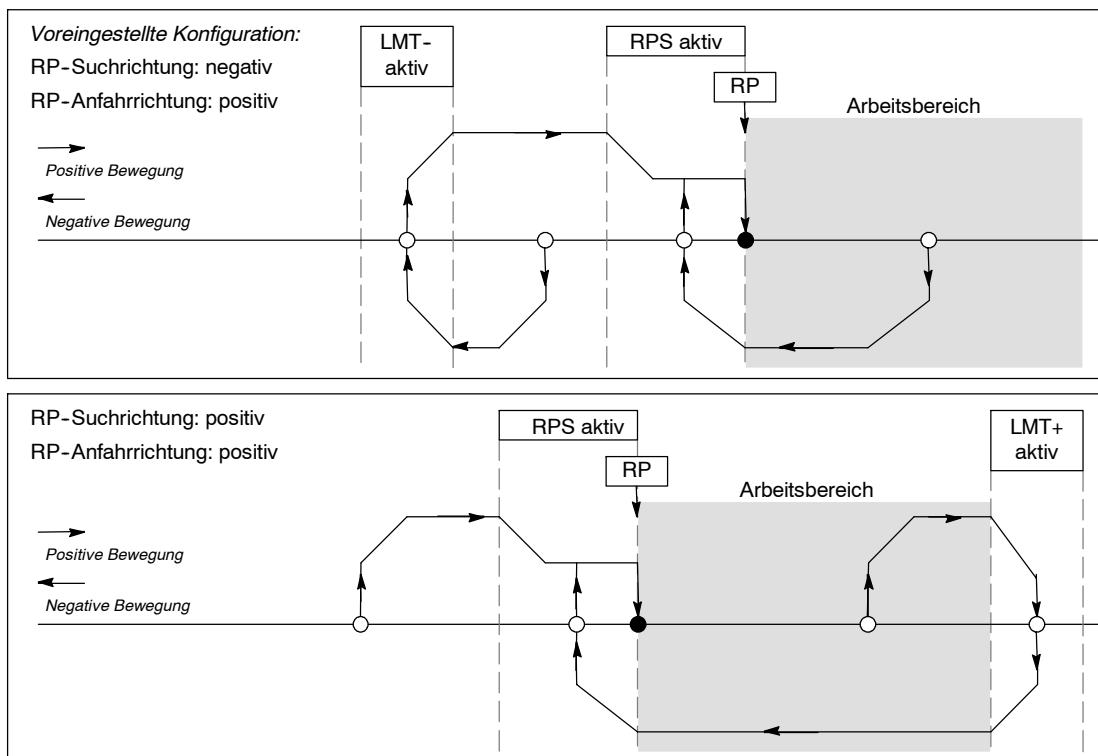 Voreingestellte Konfiguration:
RP-Suchrichtung: negativ
RP-Anfahrrichtung: positiv
LMT-
aktiv
RPS aktiv
RP
Arbeitsbereich
Positive Bewegung
Negative Bewegung
RP-Suchrichtung: positiv
RP-Anfahrrichtung: positiv
RPS aktiv
LMT+
aktiv
RP
Arbeitsbereich
Positive Bewegung
Negative Bewegung